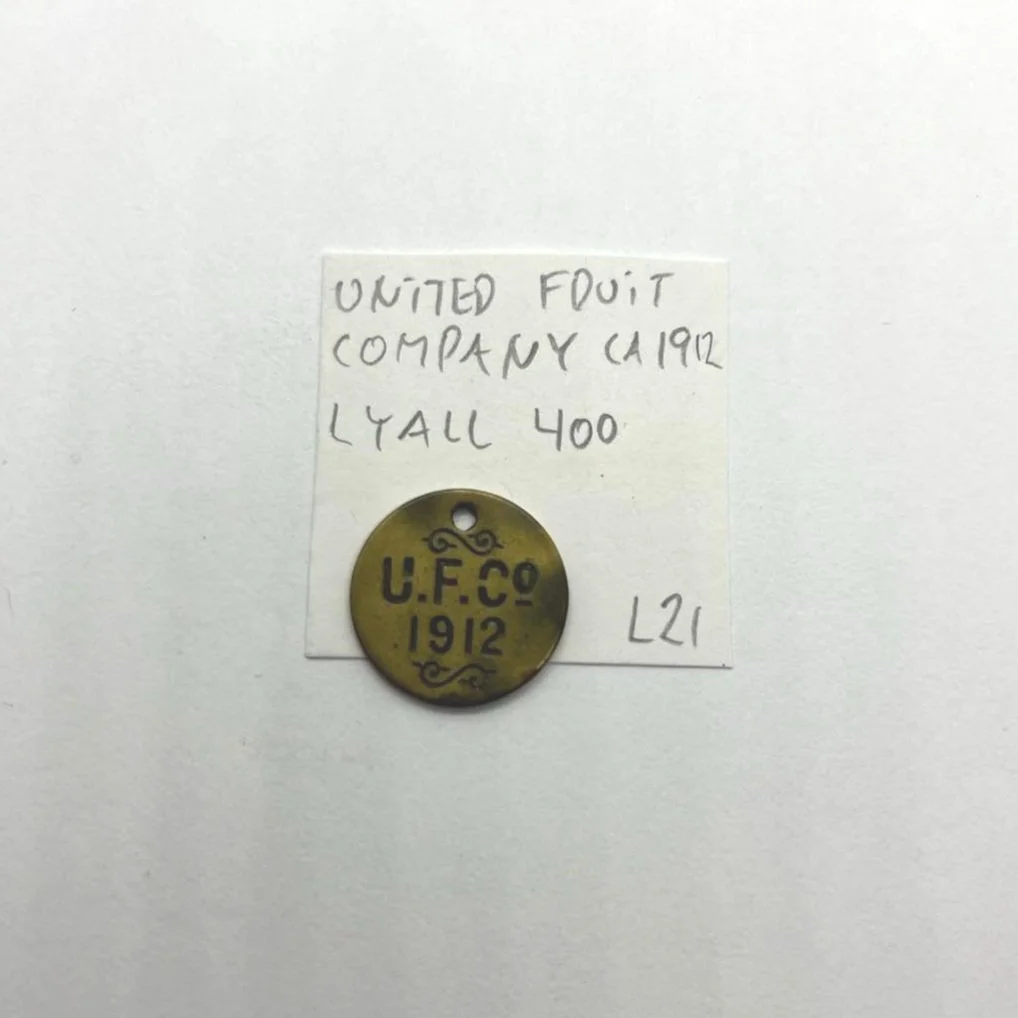 UNiTED FDUiT
COMPANY CA 1912
LYALL 400
U.F.Cº
1912
L21